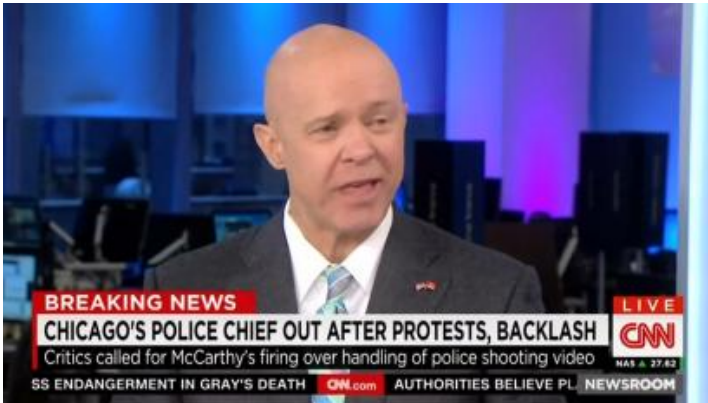 BREAKING NEWS
CHICAGO'S POLICE CHIEF OUT AFTER PROTESTS, BACKLASH
Critics called for McCarthy's firing over handling of police shooting video
LIVE
CNN
NAS ▲ 27.62
SS ENDANGERMENT IN GRAY'S DEATH CNN.com AUTHORITIES BELIEVE PL NEWSROOM